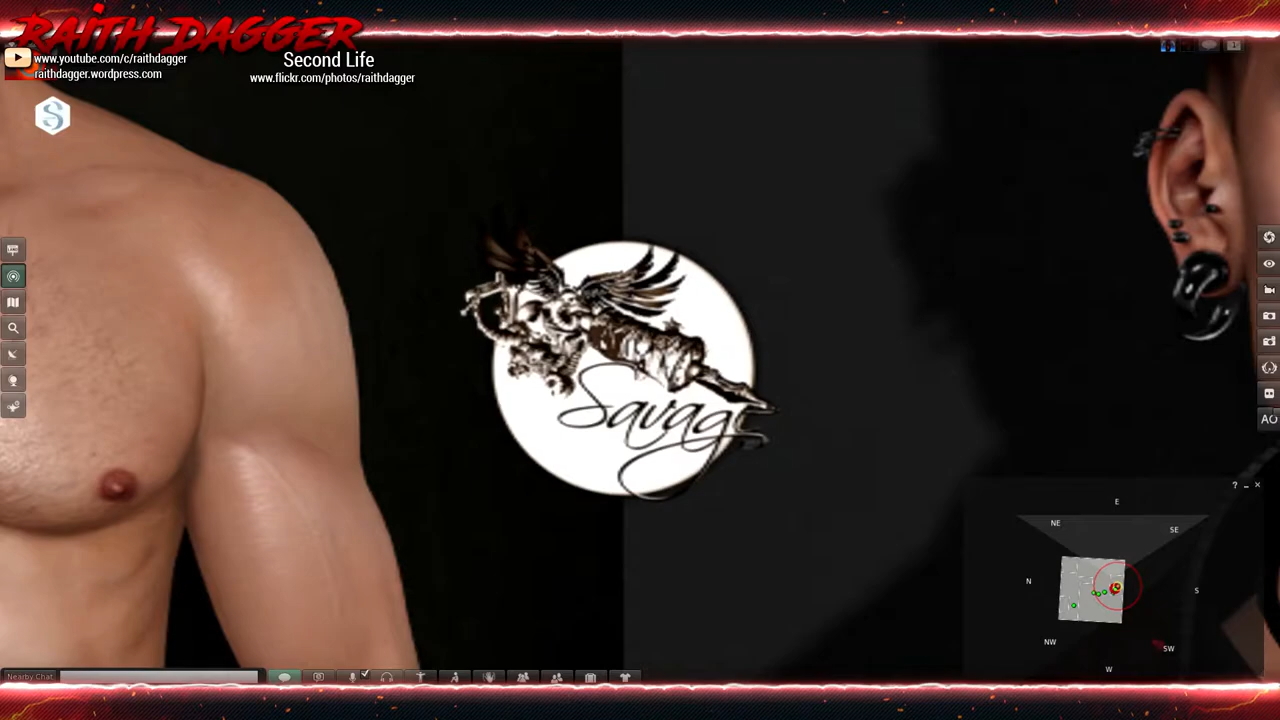 RAITH DAGGER
www.youtube.com/c/raithdagger
raithdagger.wordpress.com
Second Life
www.flickr.com/photos/raithdagger
S
Savage
AO
? _ ×
E
NE
SE
N
S
NW
SW
W
Nearby Chat